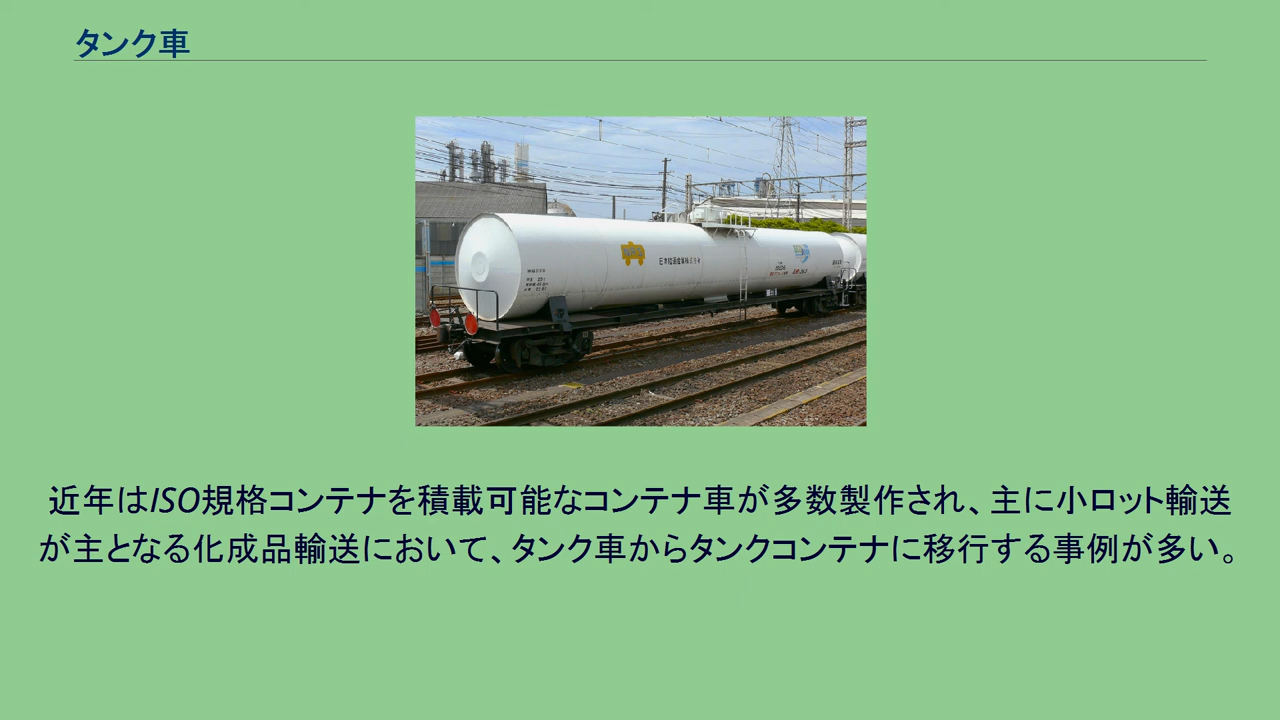 タンク車
近年はISO規格コンテナを積載可能なコンテナ車が多数製作され、主に小ロット輸送
が主となる化成品輸送において、タンク車からタンクコンテナに移行する事例が多い。